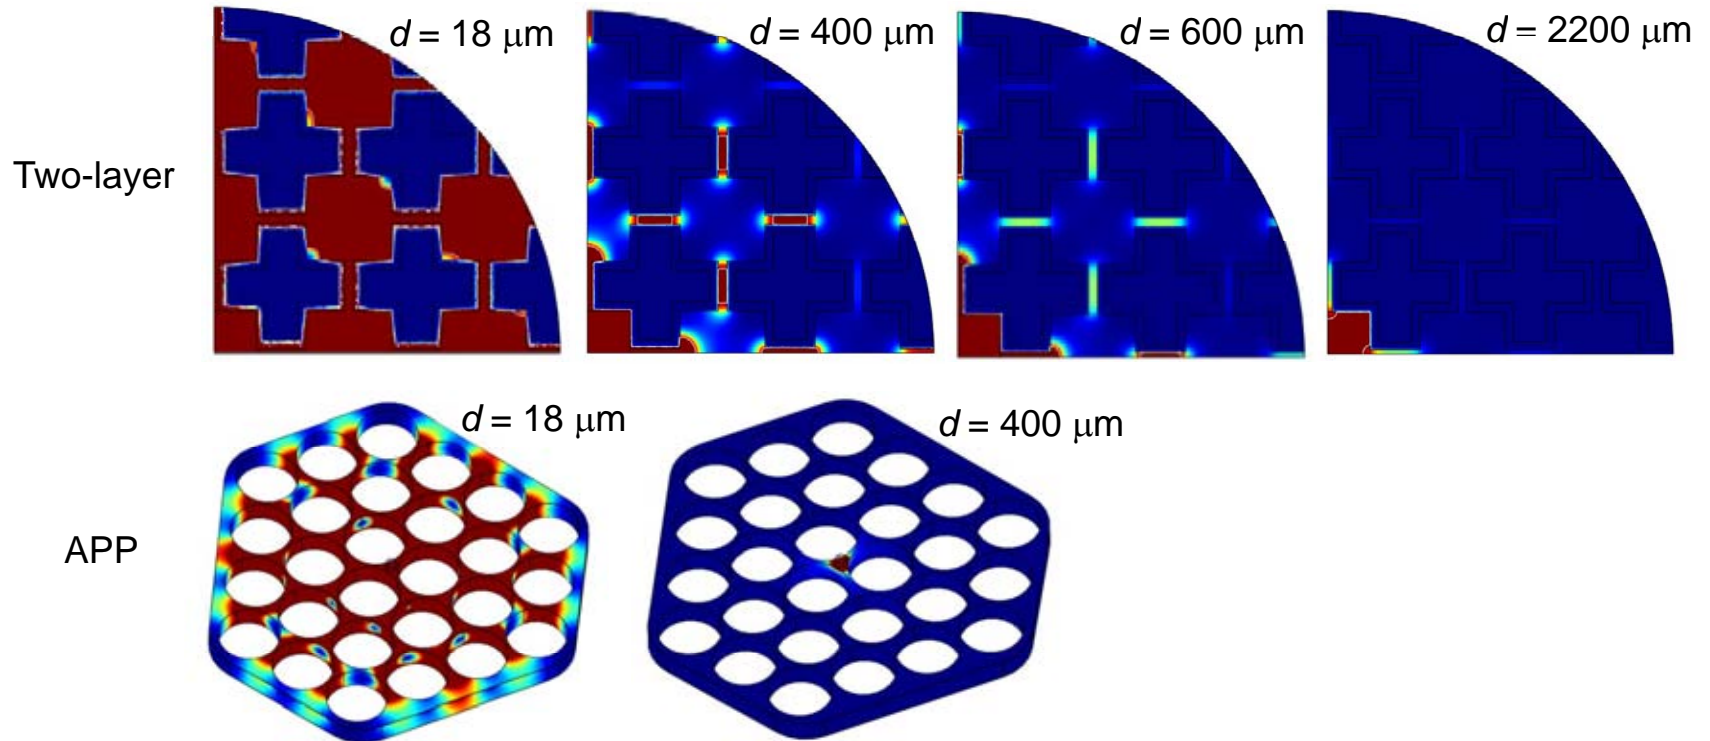 d = 18 μm
d = 400 μm
d = 600 μm
d = 2200 μm
Two-layer
d = 18 μm
d = 400 μm
APP